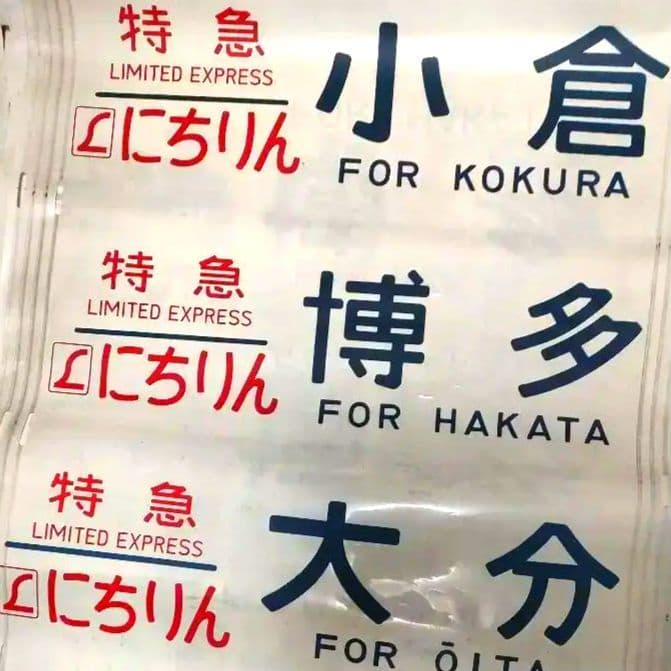 特急 小倉
LIMITED EXPRESS
Lにちりん FOR KOKURA
特急 博多
LIMITED EXPRESS
Lにちりん FOR HAKATA
特急 大分
LIMITED EXPRESS
Lにちりん FOR ŌITA